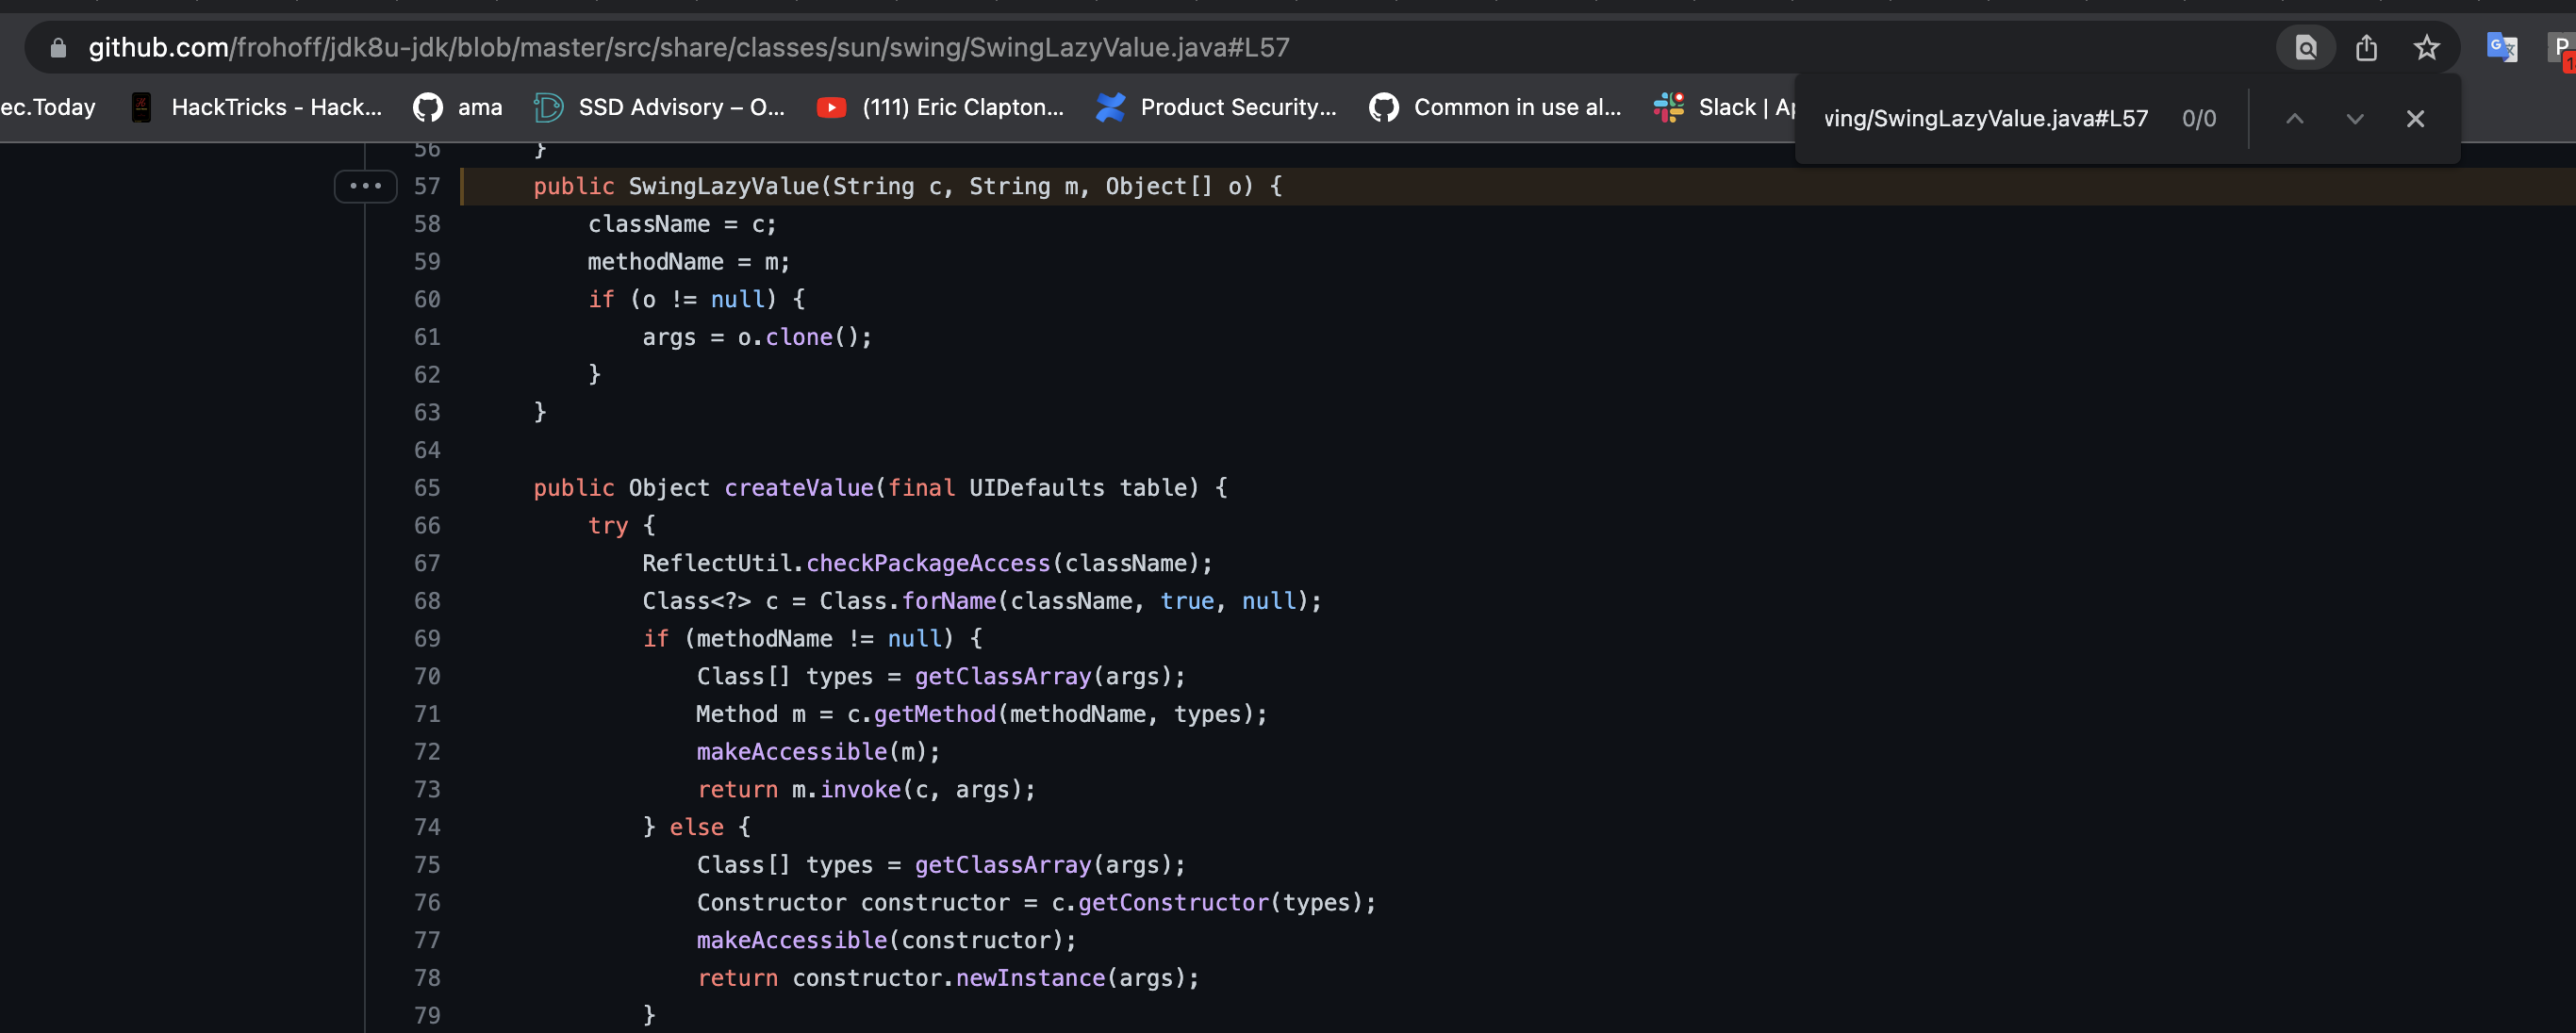 github.com/frohoff/jdk8u-jdk/blob/master/src/share/classes/sun/swing/SwingLazyValue.java#L57
ec.Today HackTricks - Hack... ama SSD Advisory – O... (111) Eric Clapton... Product Security... Common in use al... Slack | Ap
ving/SwingLazyValue.java#L57 0/0
56 }
57 public SwingLazyValue(String c, String m, Object[] o) {
58 className = c;
59 methodName = m;
60 if (o != null) {
61 args = o.clone();
62 }
63 }
64
65 public Object createValue(final UIDefaults table) {
66 try {
67 ReflectUtil.checkPackageAccess(className);
68 Class<?> c = Class.forName(className, true, null);
69 if (methodName != null) {
70 Class[] types = getClassArray(args);
71 Method m = c.getMethod(methodName, types);
72 makeAccessible(m);
73 return m.invoke(c, args);
74 } else {
75 Class[] types = getClassArray(args);
76 Constructor constructor = c.getConstructor(types);
77 makeAccessible(constructor);
78 return constructor.newInstance(args);
79 }